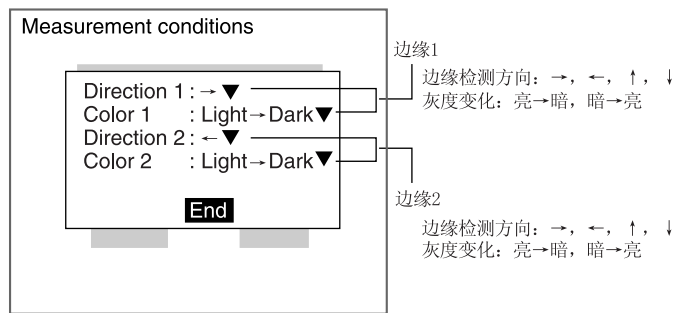 Measurement conditions
Direction 1 : → ▼
Color 1 : Light→Dark ▼
Direction 2 : ← ▼
Color 2 : Light→Dark ▼
End
边缘1
边缘检测方向：→，←，↑，↓
灰度变化：亮→暗，暗→亮
边缘2
边缘检测方向：→，←，↑，↓
灰度变化：亮→暗，暗→亮